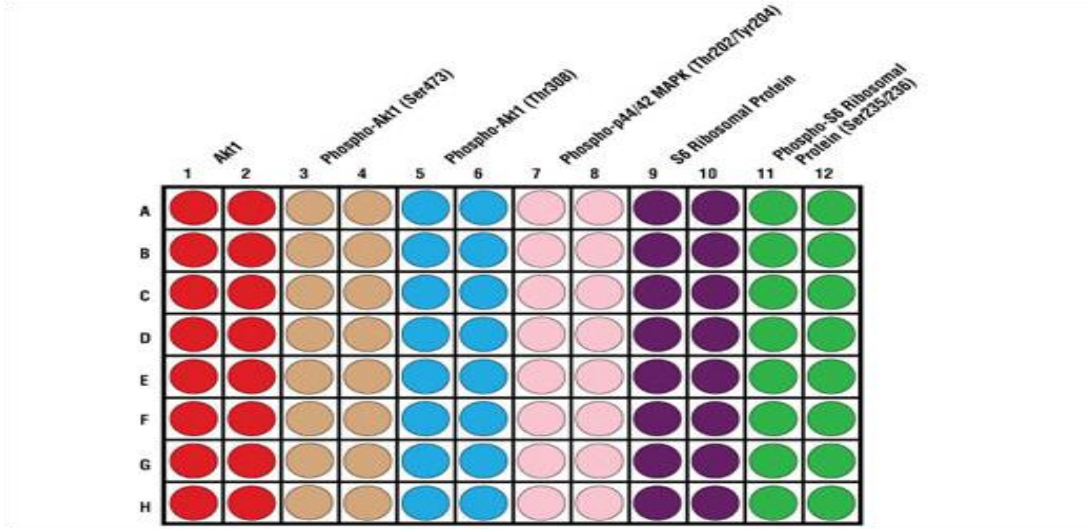 Akt1
Phospho-Akt1 (Ser473)
Phospho-Akt1 (Thr308)
Phospho-p44/42 MAPK (Thr202/Tyr204)
S6 Ribosomal Protein
Phospho-S6 Ribosomal
Protein (Ser235/236)
1 2 3 4 5 6 7 8 9 10 11 12
A
B
C
D
E
F
G
H